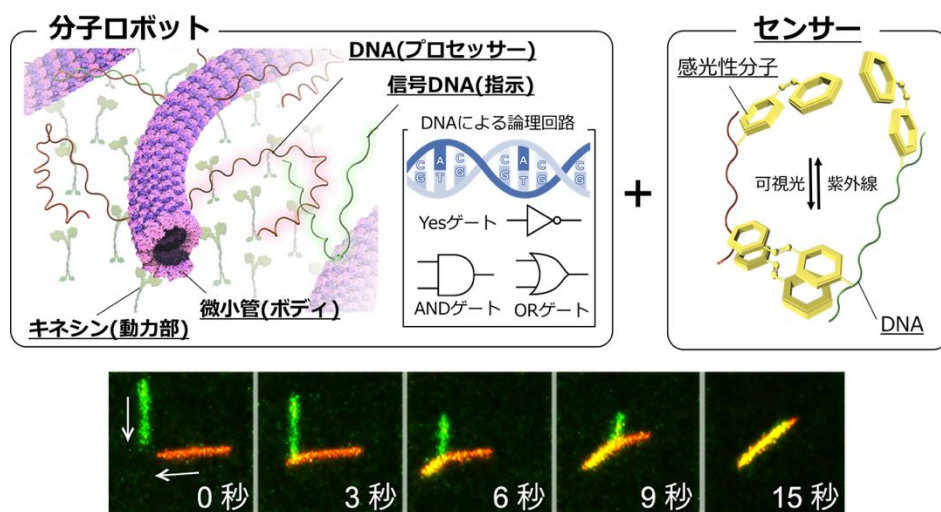 分子ロボット
DNA(プロセッサー)
信号DNA(指示)
DNAによる論理回路
C G A T C G C G A T C G
Yesゲート
ANDゲート ORゲート
微小管(ボディ)
キネシン(動力部)
+
センサー
感光性分子
可視光 紫外線
DNA
0 秒 3 秒 6 秒 9 秒 15 秒